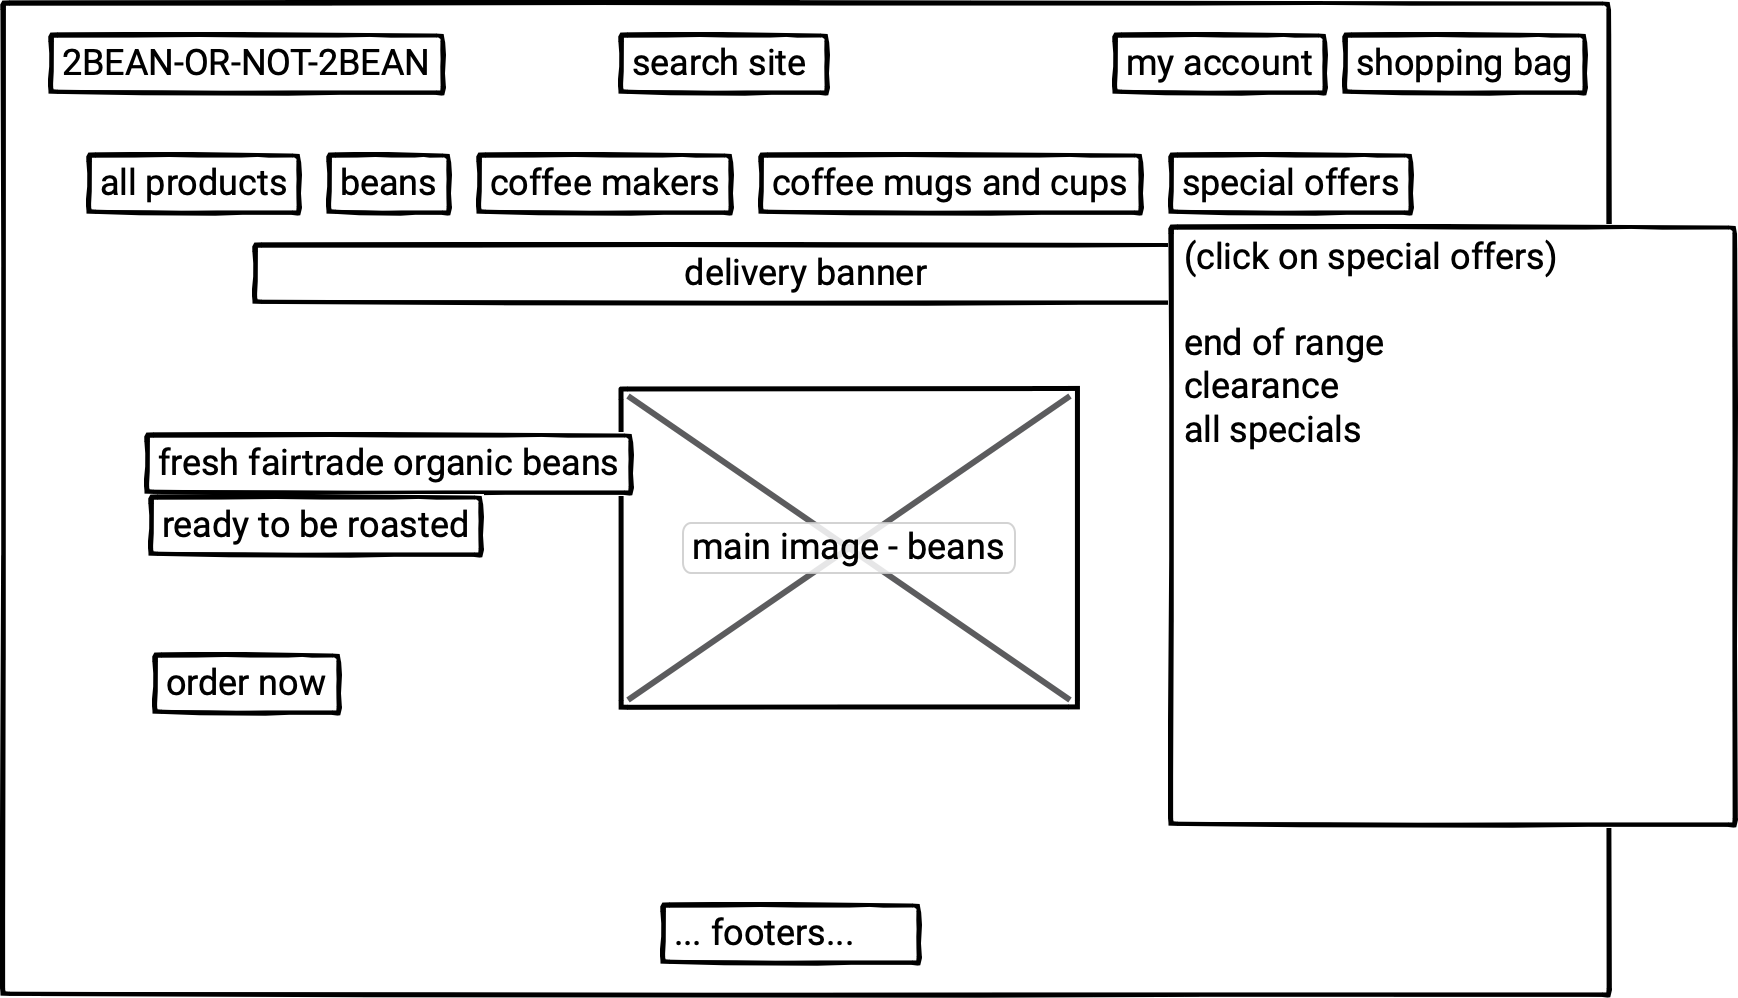 2BEAN-OR-NOT-2BEAN
search site
my account
shopping bag
all products
beans
coffee makers
coffee mugs and cups
special offers
delivery banner
(click on special offers)
end of range
clearance
all specials
fresh fairtrade organic beans
ready to be roasted
main image - beans
order now
... footers...